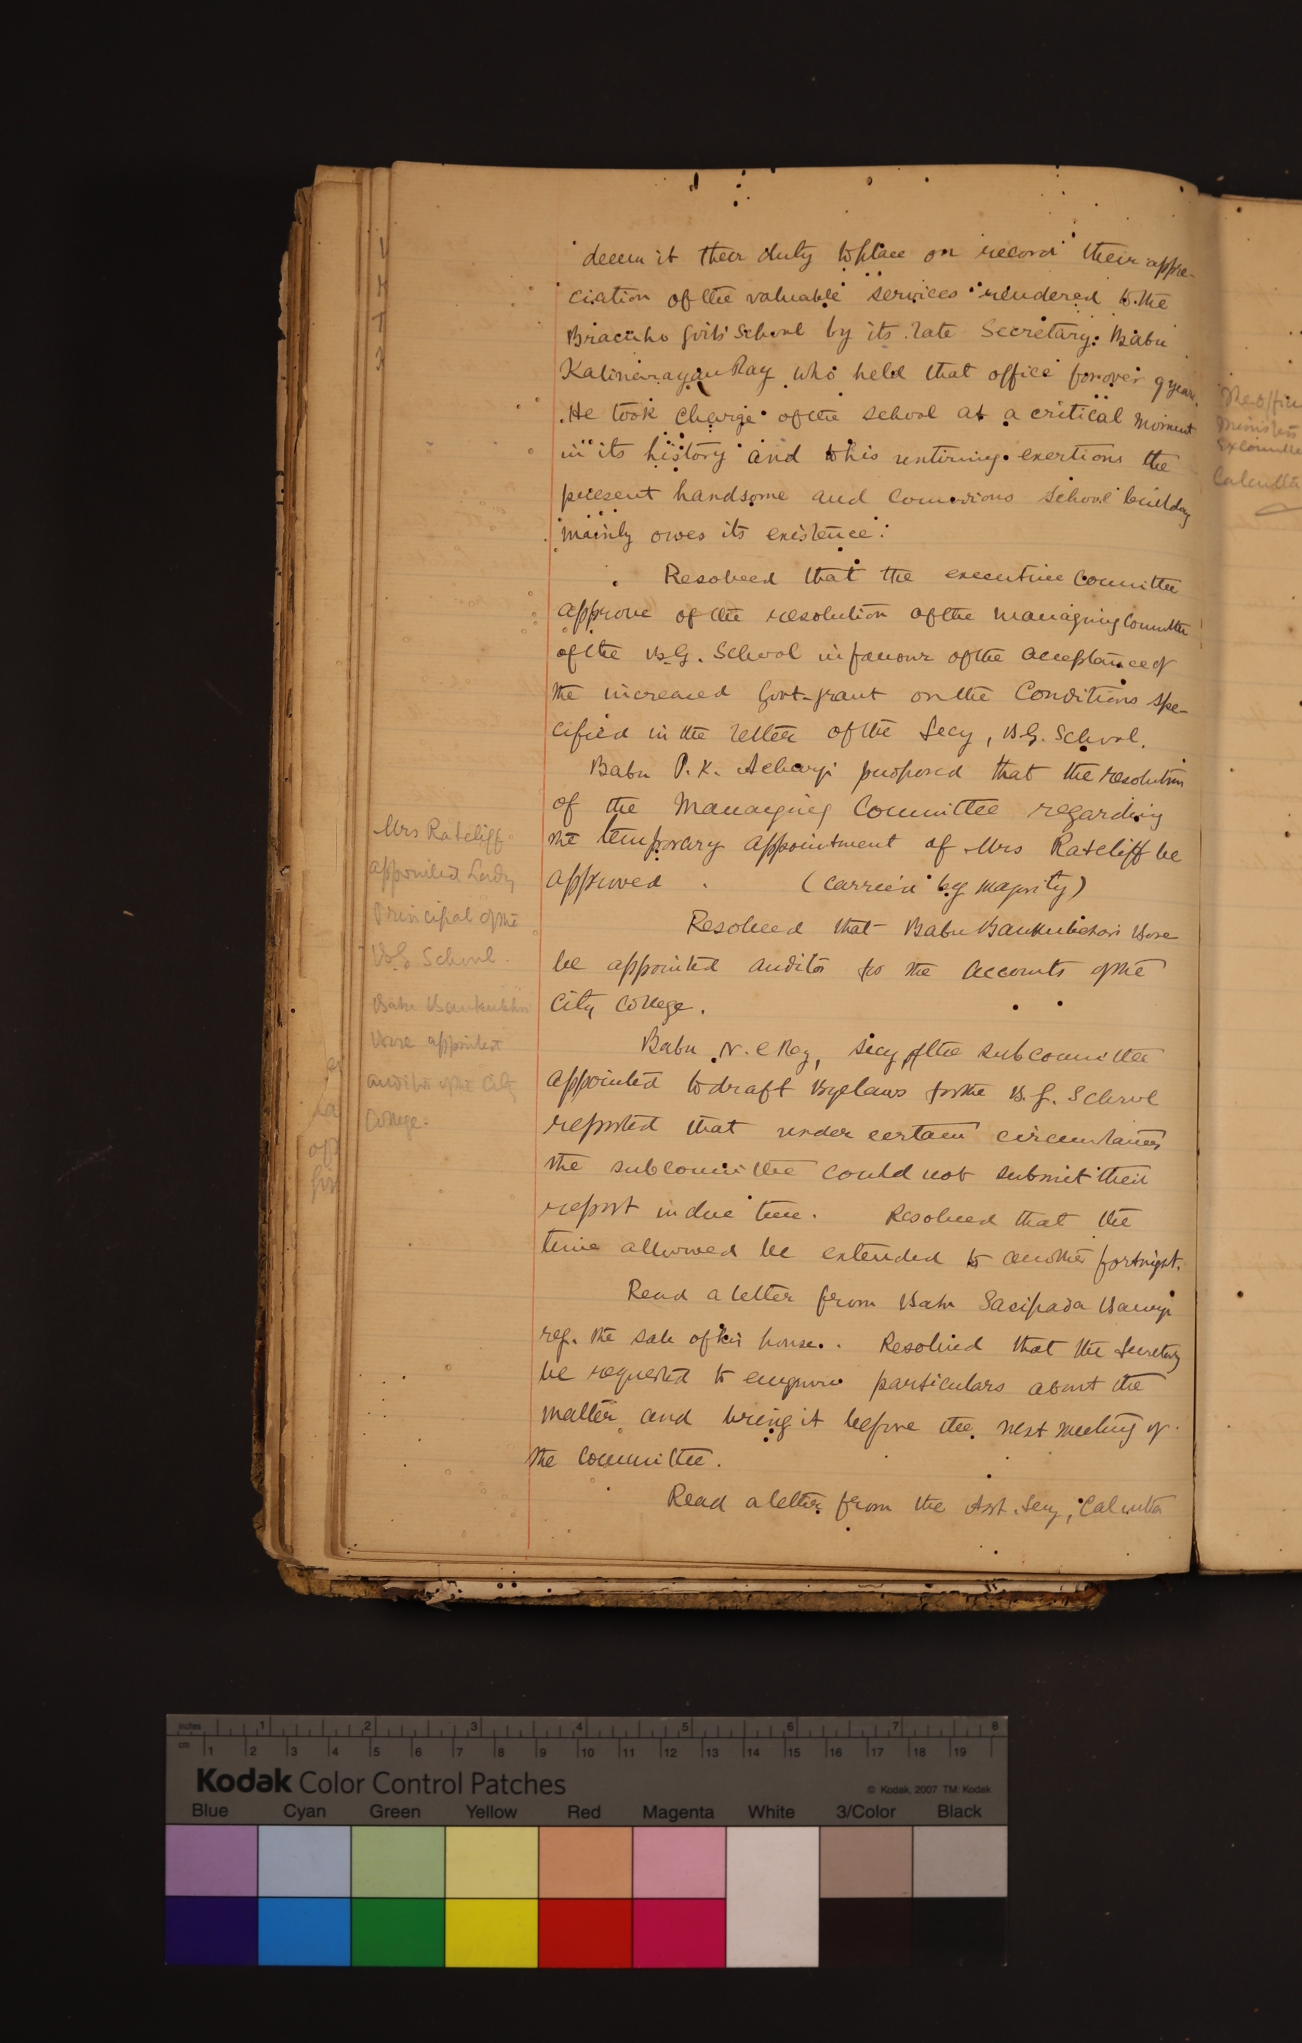 deem it their duty to place on record their appre-
ciation of the valuable services rendered to the
Brahmo Girls School by its late Secretary Babu
Kalinarayan Ray who held that office for over 9 years.
He took charge of the school at a critical moment
in its history and to his untiring exertions the
present handsome and comodious school building
mainly owes its existence.
Resolved that the executive Committee
approve of the resolution of the Managing Committee
of the B.G. School in favour of the acceptance of
the increased Govt-grant on the Conditions spe-
cified in the letter of the Secy, B.G. School.
Babu P.K. Acharji proposed that the resolution
of the Managing Committee regarding
the temporary appointment of Mrs Ratcliff be
approved. (carried by majority)
Resolved that Babu Bankubihari Bose
be appointed auditor for the accounts of the
City College.
Babu N.C Roy, Secy of the subcommittee
appointed to draft Byelaws for the B.G. School
reported that under certain circumstances
the subcommittee could not submit their
report in due time. Resolved that the
time allowed be extended to another fortnight.
Read a letter from Babu Sasipada Banerji
reg. the sale of his house. Resolved that the Secretary
be requested to enquire particulars about the
matter and bring it before the next meeting of
the Committee.
Read a letter from the Asst. Secy, Calcutta
Mrs Ratcliff
appointed Lady
Principal of the
B.G. School.
Babu Bankubihari
Bose appointed
auditor of the City
College.
Calcutta
inches 1 2 3 4 5 6 7 8
cm 1 2 3 4 5 6 7 8 9 10 11 12 13 14 15 16 17 18 19
Kodak Color Control Patches
© Kodak, 2007 TM: Kodak
Blue Cyan Green Yellow Red Magenta White 3/Color Black